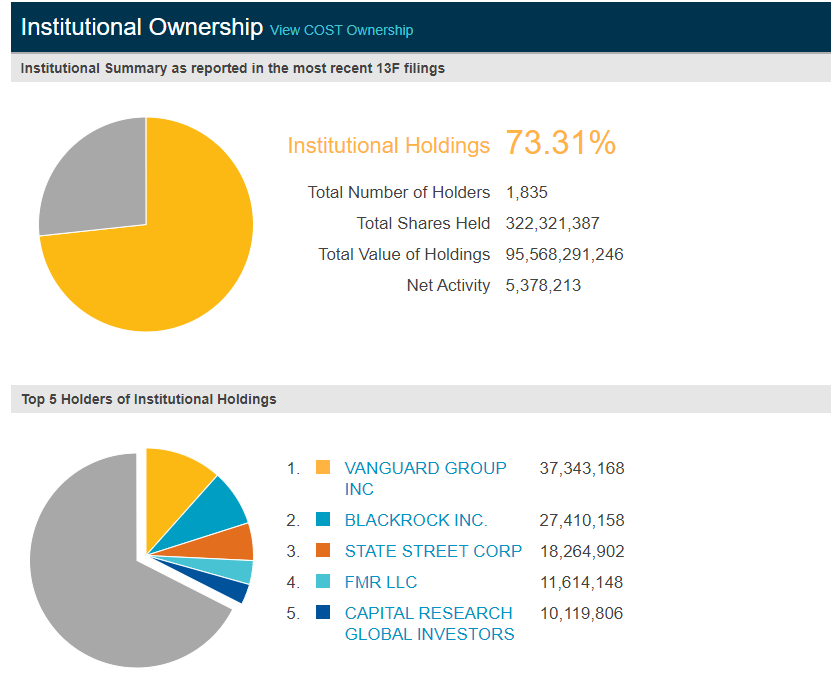 Institutional Ownership View COST Ownership
Institutional Summary as reported in the most recent 13F filings
Institutional Holdings 73.31%
Total Number of Holders 1,835
Total Shares Held 322,321,387
Total Value of Holdings 95,568,291,246
Net Activity 5,378,213
Top 5 Holders of Institutional Holdings
1. VANGUARD GROUP 37,343,168
INC
2. BLACKROCK INC. 27,410,158
3. STATE STREET CORP 18,264,902
4. FMR LLC 11,614,148
5. CAPITAL RESEARCH 10,119,806
GLOBAL INVESTORS